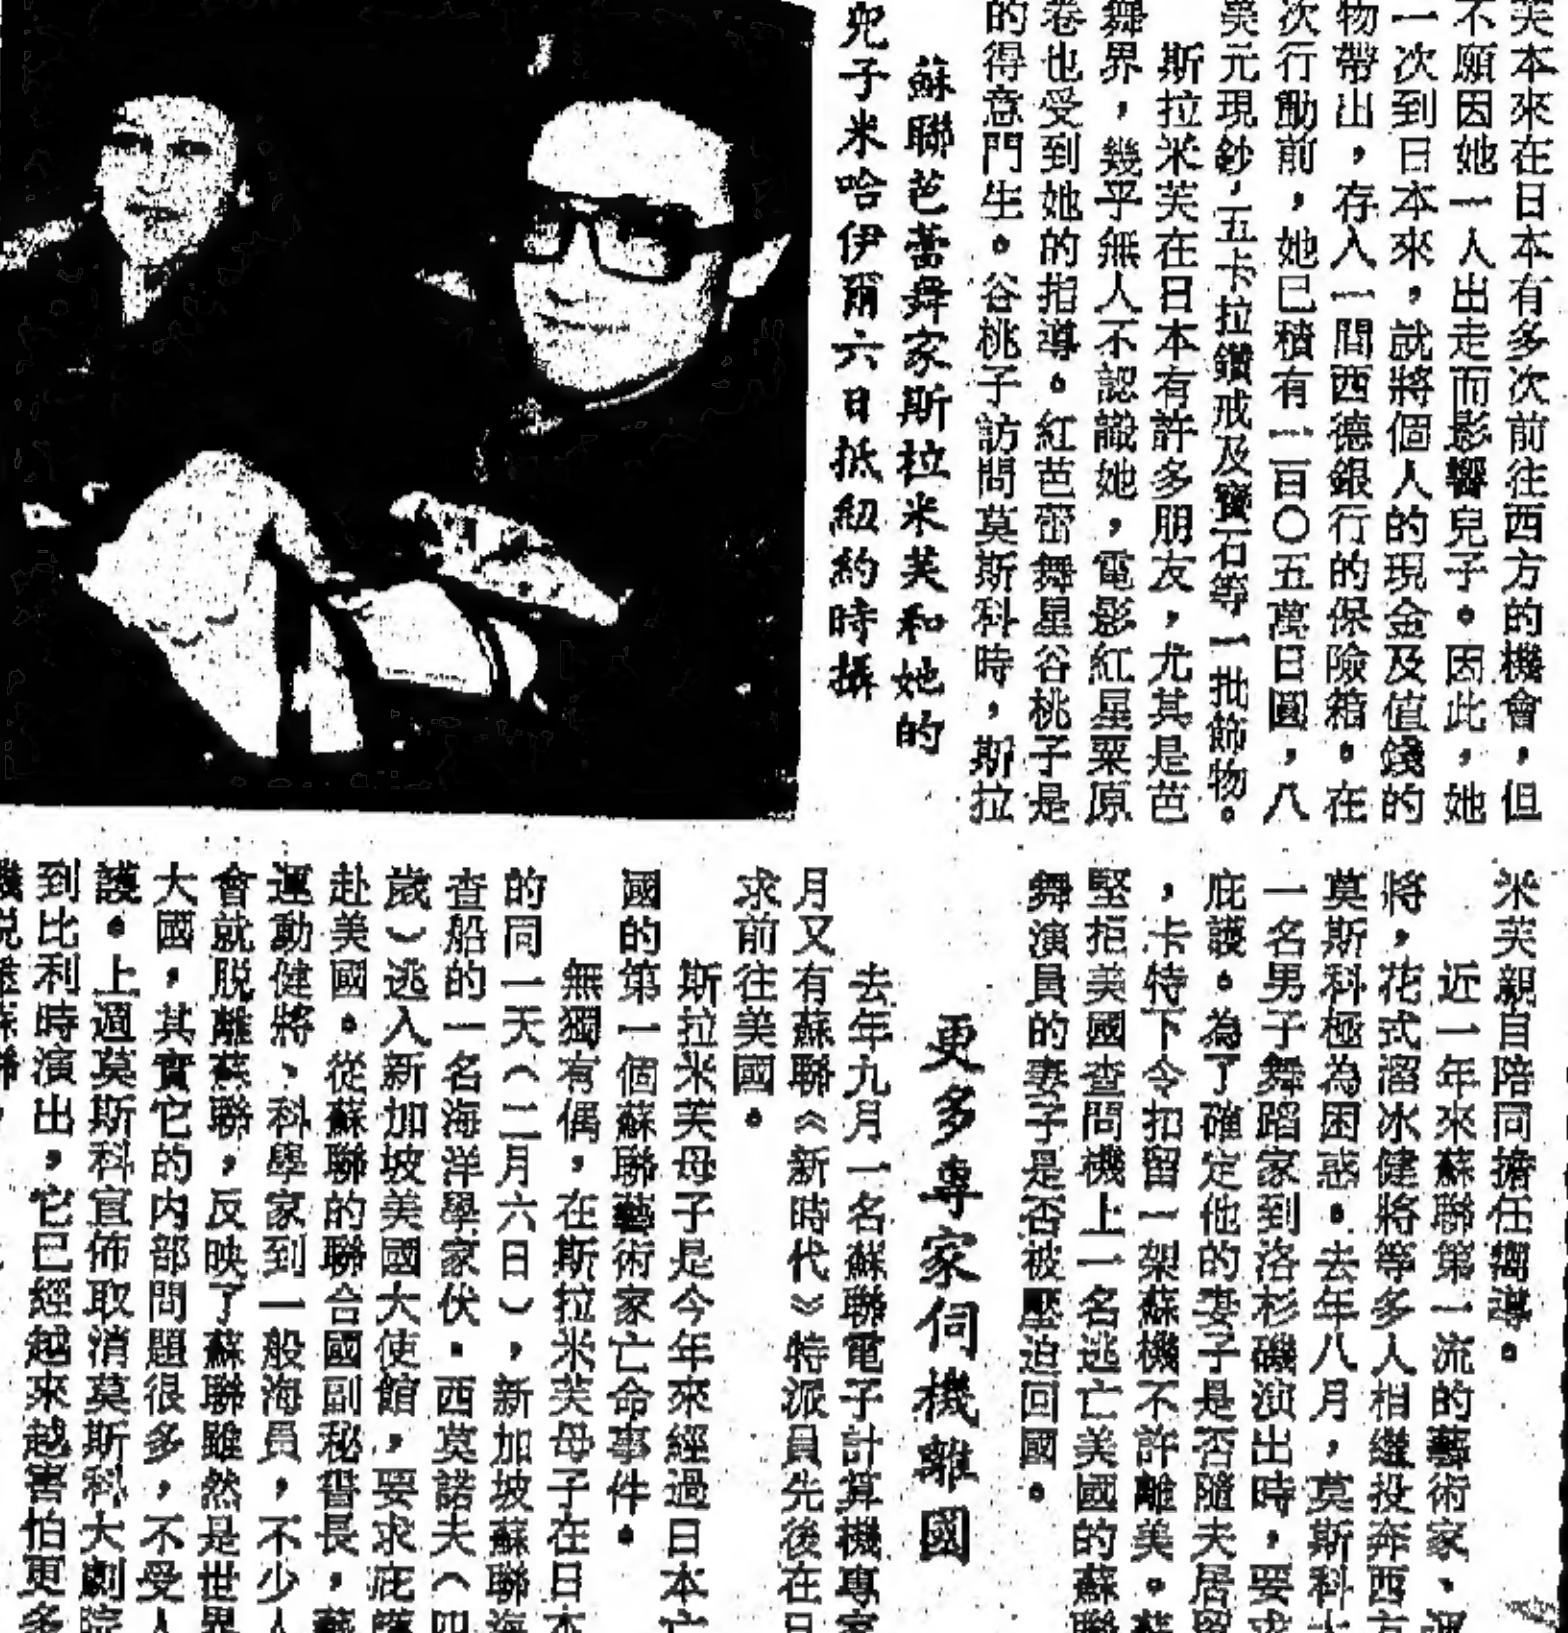 芙本來在日本有多次前往西方的機會，但
不願因她一人出走而影響兒子。因此，她
一次到日本來，就將個人的現金及值錢的
物帶出，存入一間西德銀行的保險箱。在
次行動前，她已積有一百〇五萬日圓，八
美元現鈔，五卡拉鑽戒及寶石等一批飾物。
斯拉米芙在日本有許多朋友，尤其是芭
舞界，幾乎無人不認識她，電影紅星粟原
卷也受到她的指導。紅芭蕾舞星谷桃子是
的得意門生。谷桃子訪問莫斯科時，斯拉
蘇聯芭蕾舞家斯拉米芙和她的
兒子米哈伊爾六日抵紐約時攝
米芙親自陪同擔任嚮導。
近一年來蘇聯第一流的藝術家、運
將，花式溜冰健將等多人相繼投奔西方
莫斯科極為困惑。去年八月，莫斯科大
一名男子舞蹈家到洛杉磯演出時，要求
庇護。為了確定他的妻子是否隨夫居留
，卡特下令扣留一架蘇機不許離美。蘇
堅拒美國查問機上一名逃亡美國的蘇聯
舞演員的妻子是否被壓迫回國。
更多專家伺機離國
去年九月一名蘇聯電子計算機專家
月又有蘇聯《新時代》特派員先後在日
求前往美國。
斯拉米芙母子是今年來經過日本亡
國的第一個蘇聯藝術家亡命事件。
無獨有偶，在斯拉米芙母子在日本
的同一天（二月六日），新加坡蘇聯海
查船的一名海洋學家伏·西莫諾夫（四
歲）逃入新加坡美國大使館，要求庇護
赴美國。從蘇聯的聯合國副秘書長，蘇
運動健將、科學家到一般海員，不少人
會就脱離蘇聯，反映了蘇聯雖然是世界
大國，其實它的內部問題很多，不受人
護。上週莫斯科宣佈取消莫斯科大劇院
到比利時演出，它已經越來越害怕更多
機脱離蘇聯，